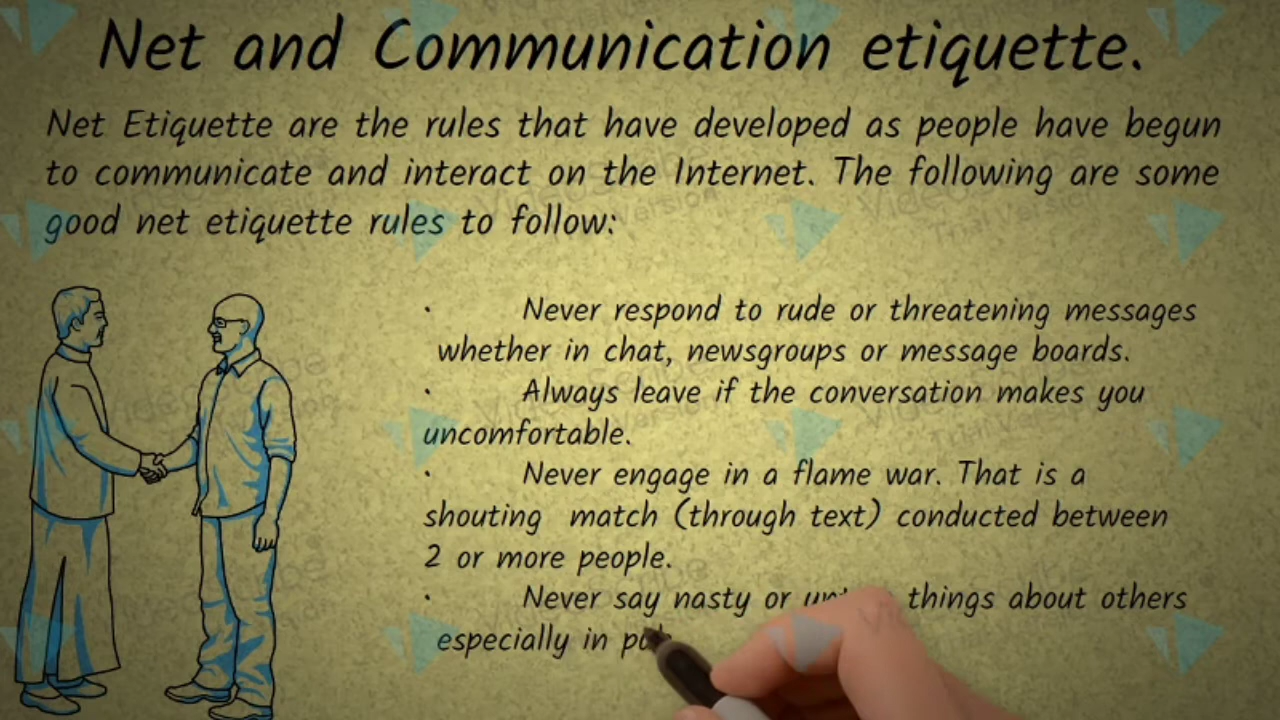 Net and Communication etiquette.
Net Etiquette are the rules that have developed as people have begun
to communicate and interact on the Internet. The following are some
good net etiquette rules to follow:
· Never respond to rude or threatening messages
whether in chat, newsgroups or message boards.
· Always leave if the conversation makes you
uncomfortable.
· Never engage in a flame war. That is a
shouting match (through text) conducted between
2 or more people.
· Never say nasty or things about others
especially in